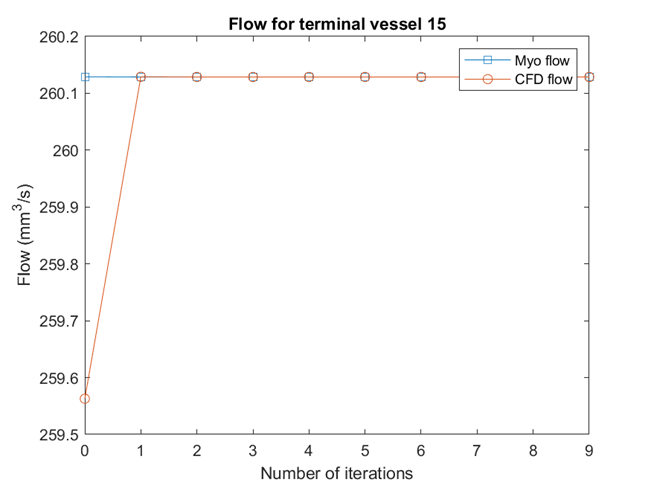 Flow for terminal vessel 15
260.2
260.1
260
259.9
259.8
259.7
259.6
259.5
Flow (mm³/s)
0 1 2 3 4 5 6 7 8 9
Number of iterations
Myo flow
CFD flow